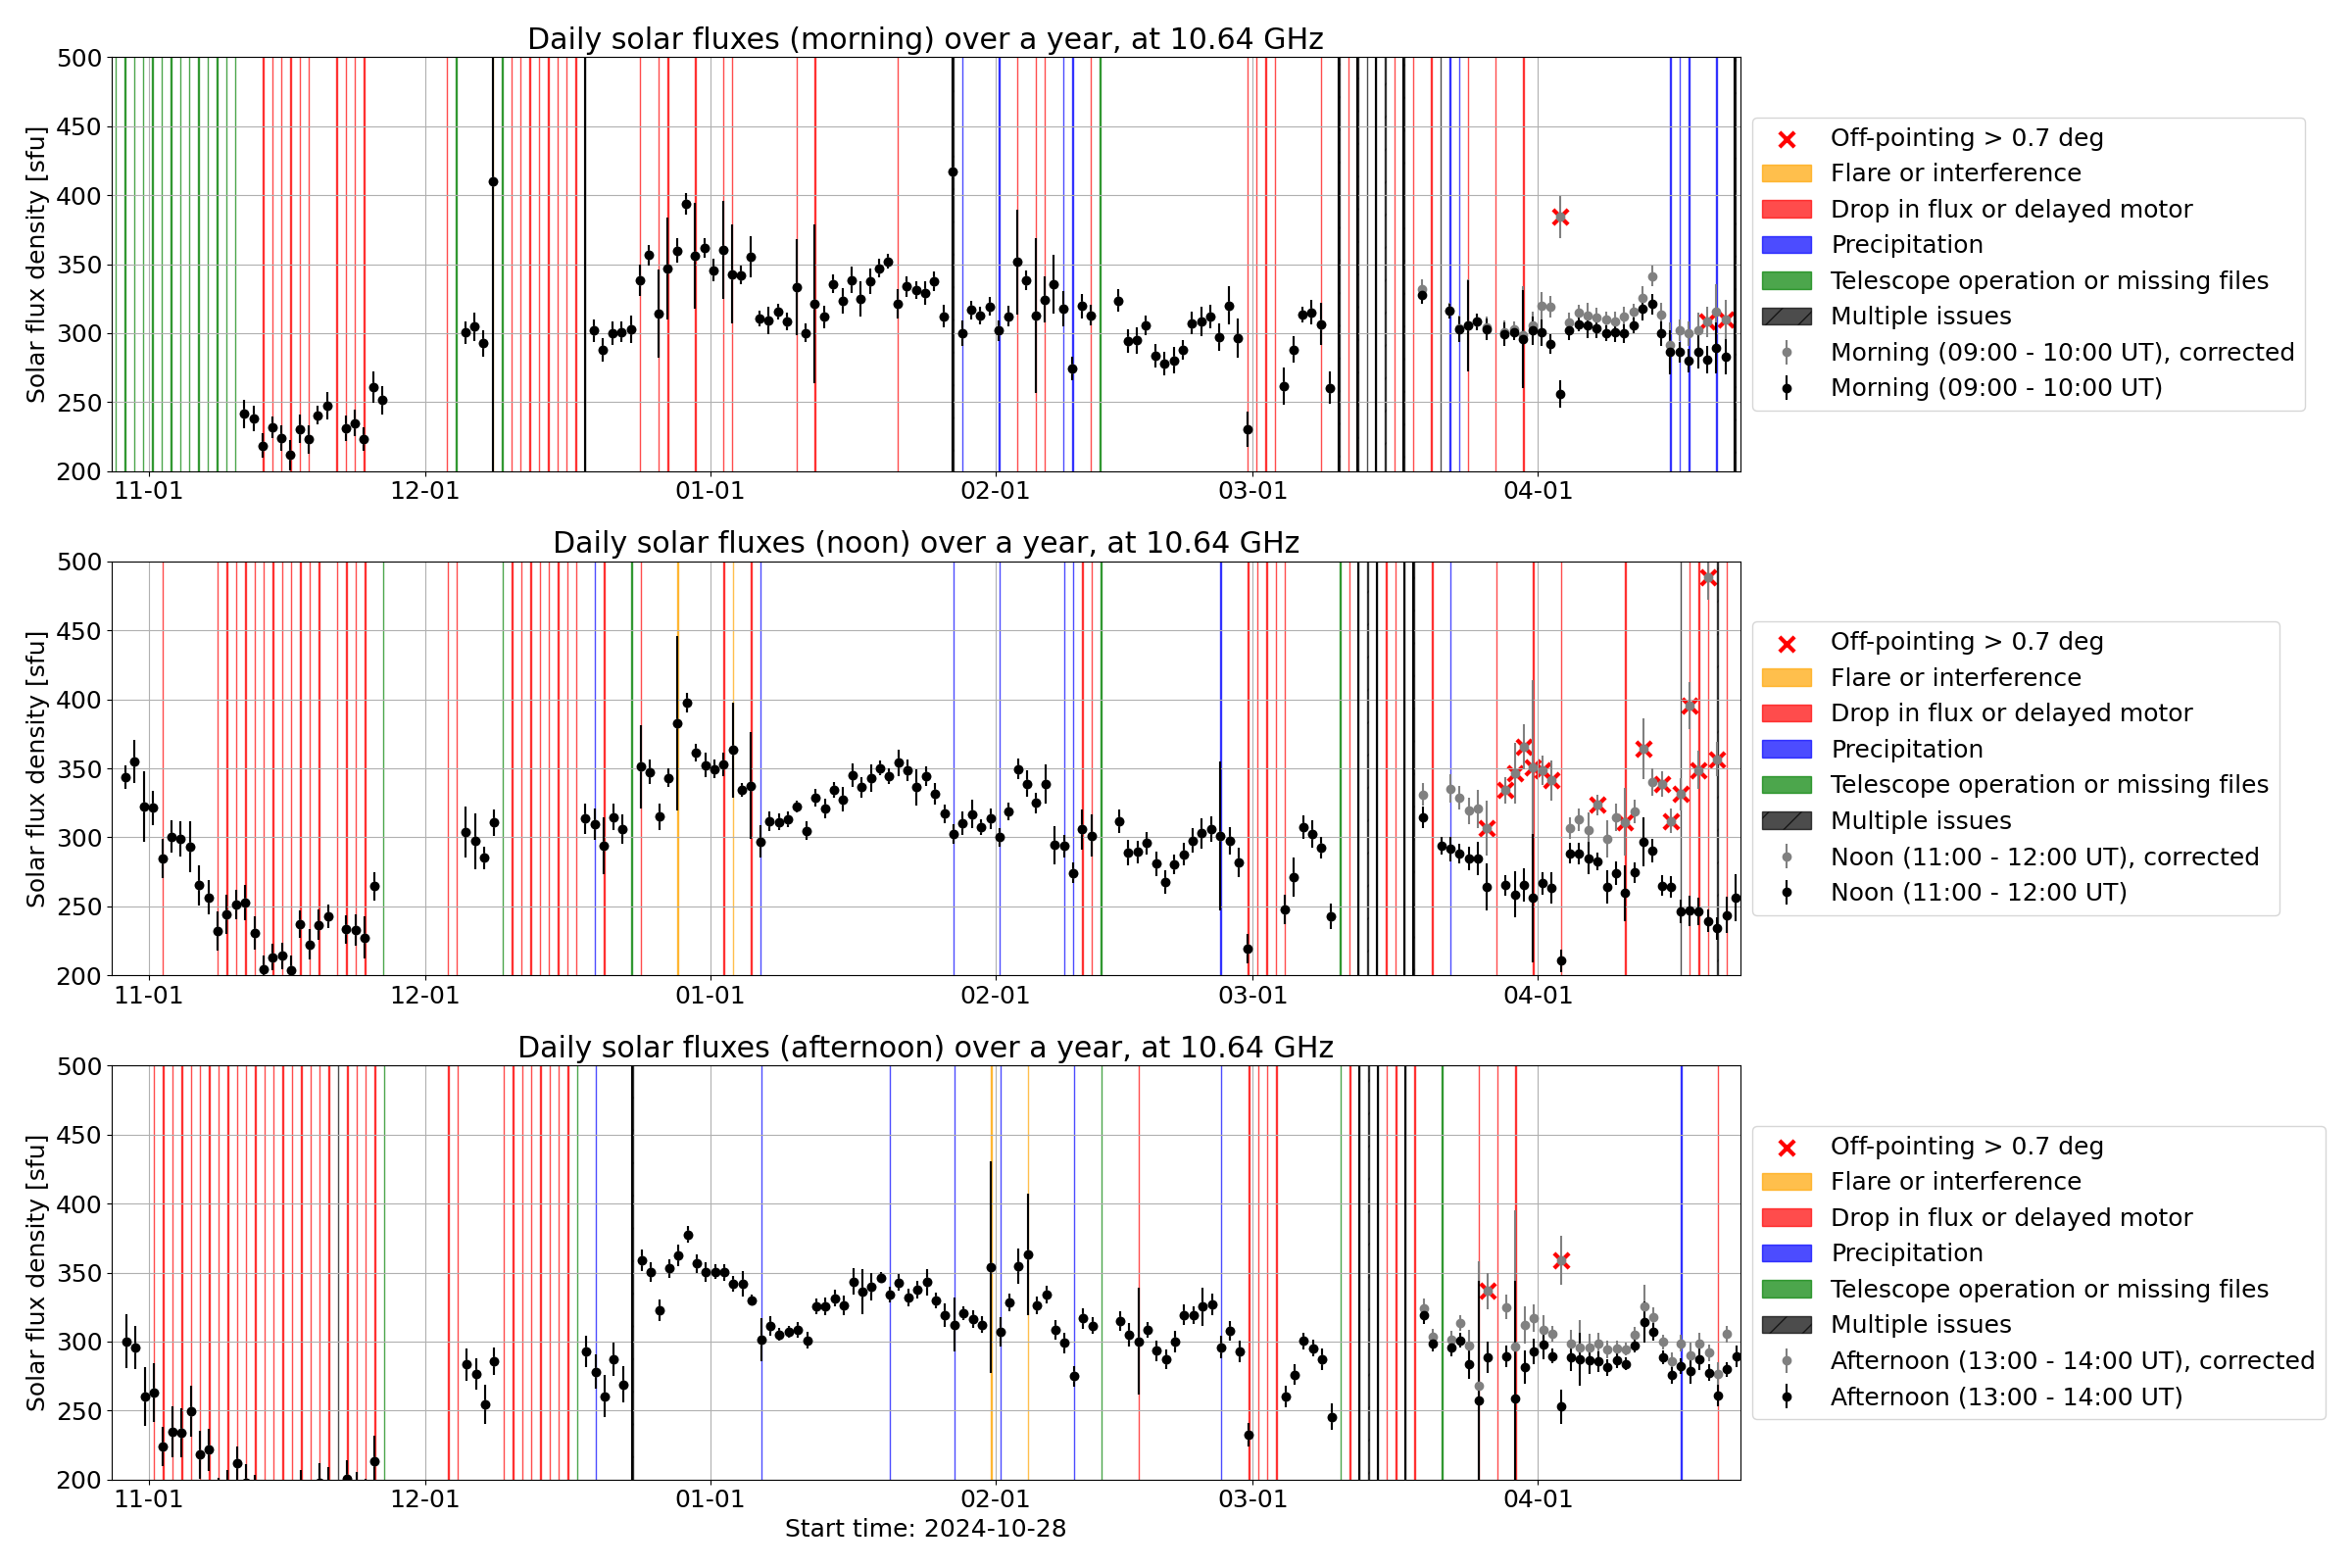 Daily solar fluxes (morning) over a year, at 10.64 GHz
Solar flux density [sfu]
500
450
400
350
300
250
200
11-01 12-01 01-01 02-01 03-01 04-01
Off-pointing > 0.7 deg
Flare or interference
Drop in flux or delayed motor
Precipitation
Telescope operation or missing files
Multiple issues
Morning (09:00 - 10:00 UT), corrected
Morning (09:00 - 10:00 UT)
Daily solar fluxes (noon) over a year, at 10.64 GHz
Solar flux density [sfu]
500
450
400
350
300
250
200
11-01 12-01 01-01 02-01 03-01 04-01
Off-pointing > 0.7 deg
Flare or interference
Drop in flux or delayed motor
Precipitation
Telescope operation or missing files
Multiple issues
Noon (11:00 - 12:00 UT), corrected
Noon (11:00 - 12:00 UT)
Daily solar fluxes (afternoon) over a year, at 10.64 GHz
Solar flux density [sfu]
500
450
400
350
300
250
200
11-01 12-01 01-01 02-01 03-01 04-01
Off-pointing > 0.7 deg
Flare or interference
Drop in flux or delayed motor
Precipitation
Telescope operation or missing files
Multiple issues
Afternoon (13:00 - 14:00 UT), corrected
Afternoon (13:00 - 14:00 UT)
Start time: 2024-10-28